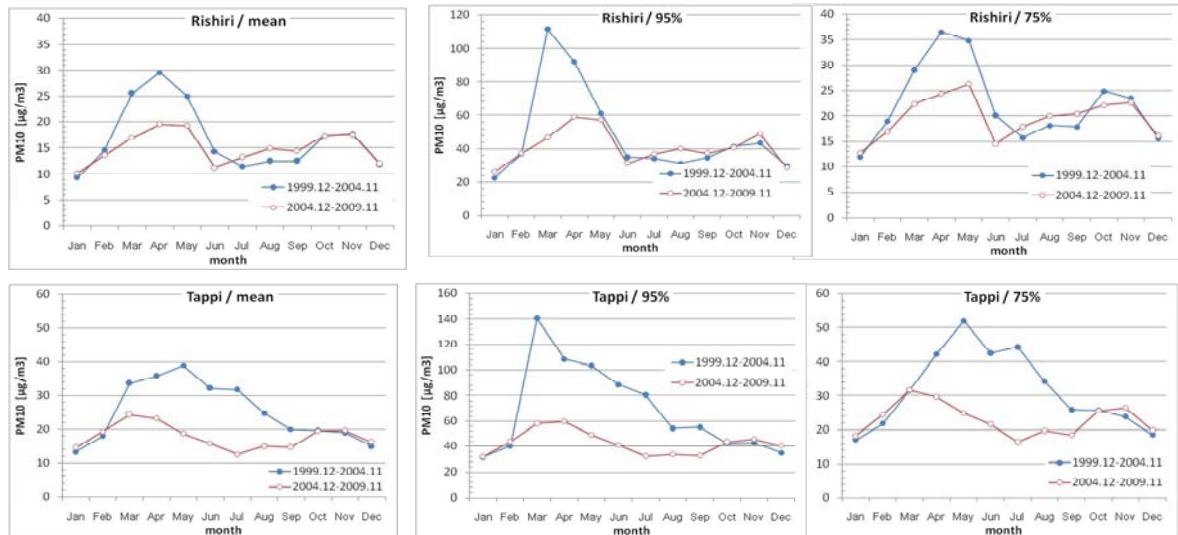 Rishiri / mean
PM10 [µg/m3]
40
35
30
25
20
15
10
5
0
1999.12-2004.11
2004.12-2009.11
Jan Feb Mar Apr May Jun Jul Aug Sep Oct Nov Dec
month
Rishiri / 95%
PM10 [µg/m3]
120
100
80
60
40
20
0
1999.12-2004.11
2004.12-2009.11
Jan Feb Mar Apr May Jun Jul Aug Sep Oct Nov Dec
month
Rishiri / 75%
PM10 [µg/m3]
40
35
30
25
20
15
10
5
0
1999.12-2004.11
2004.12-2009.11
Jan Feb Mar Apr May Jun Jul Aug Sep Oct Nov Dec
month
Tappi / mean
PM10 [µg/m3]
60
50
40
30
20
10
0
1999.12-2004.11
2004.12-2009.11
Jan Feb Mar Apr May Jun Jul Aug Sep Oct Nov Dec
month
Tappi / 95%
PM10 [µg/m3]
160
140
120
100
80
60
40
20
0
1999.12-2004.11
2004.12-2009.11
Jan Feb Mar Apr May Jun Jul Aug Sep Oct Nov Dec
month
Tappi / 75%
PM10 [µg/m3]
60
50
40
30
20
10
0
1999.12-2004.11
2004.12-2009.11
Jan Feb Mar Apr May Jun Jul Aug Sep Oct Nov Dec
month